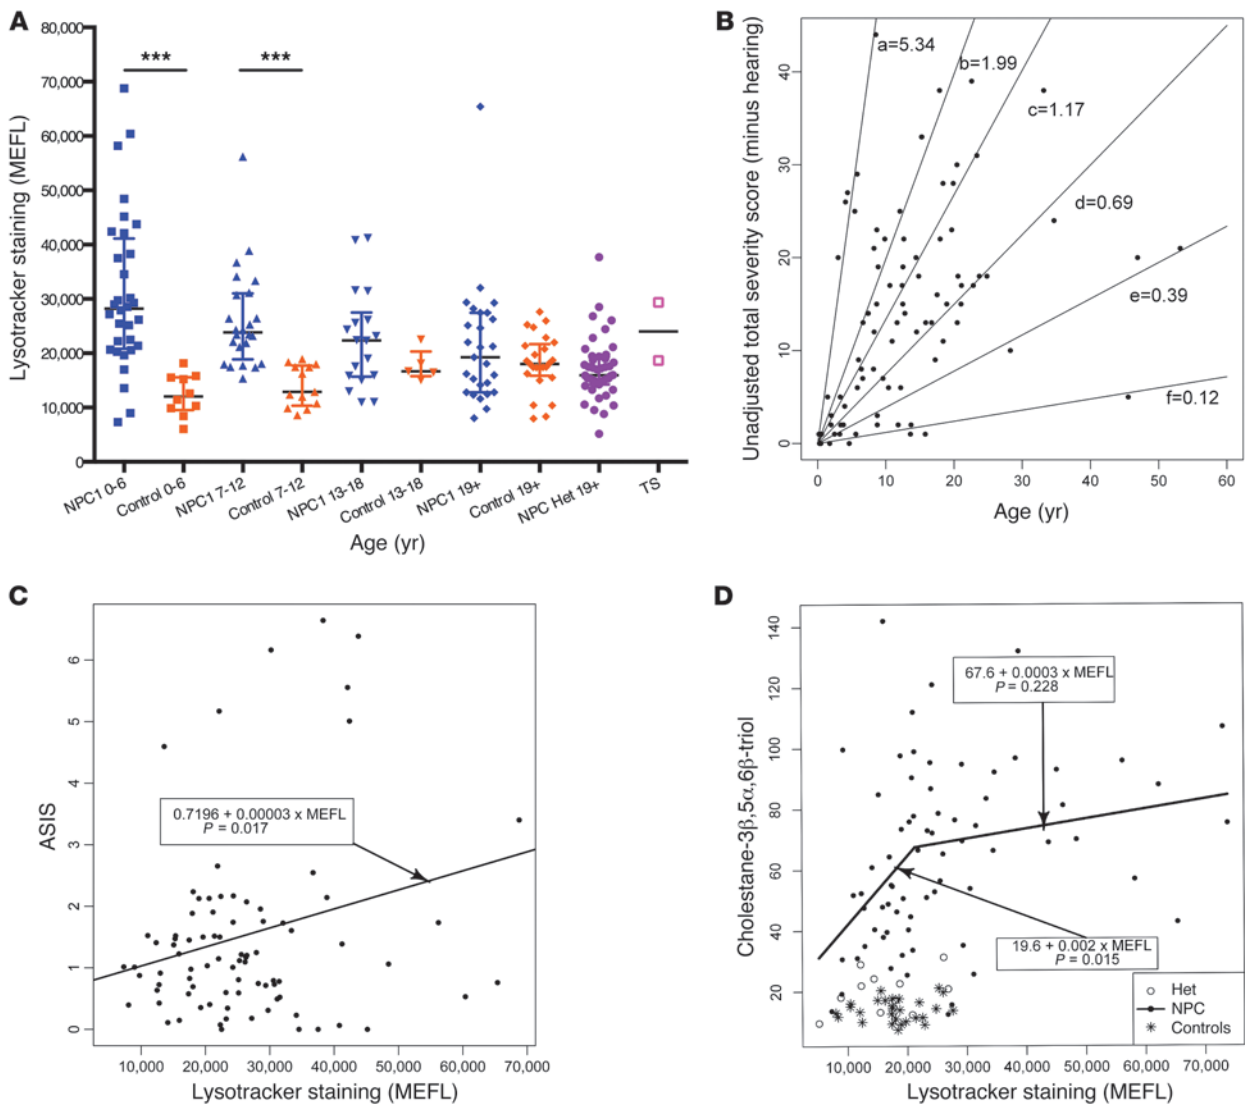 A
Lysotracker staining (MEFL)
80,000
70,000
60,000
50,000
40,000
30,000
20,000
10,000
0
***
***
NPC1 0-6
Control 0-6
NPC1 7-12
Control 7-12
NPC1 13-18
Control 13-18
NPC1 19+
Control 19+
NPC Het 19+
TS
Age (yr)
B
Unadjusted total severity score (minus hearing)
40
30
20
10
0
a=5.34
b=1.99
c=1.17
d=0.69
e=0.39
f=0.12
0 10 20 30 40 50 60
Age (yr)
C
ASIS
6
5
4
3
2
1
0
0.7196 + 0.00003 x MEFL
P = 0.017
10,000 20,000 30,000 40,000 50,000 60,000 70,000
Lysotracker staining (MEFL)
D
Cholestane-3β,5α,6β-triol
140
120
100
80
60
40
20
67.6 + 0.0003 x MEFL
P = 0.228
19.6 + 0.002 x MEFL
P = 0.015
Het
NPC
Controls
10,000 20,000 30,000 40,000 50,000 60,000 70,000
Lysotracker staining (MEFL)